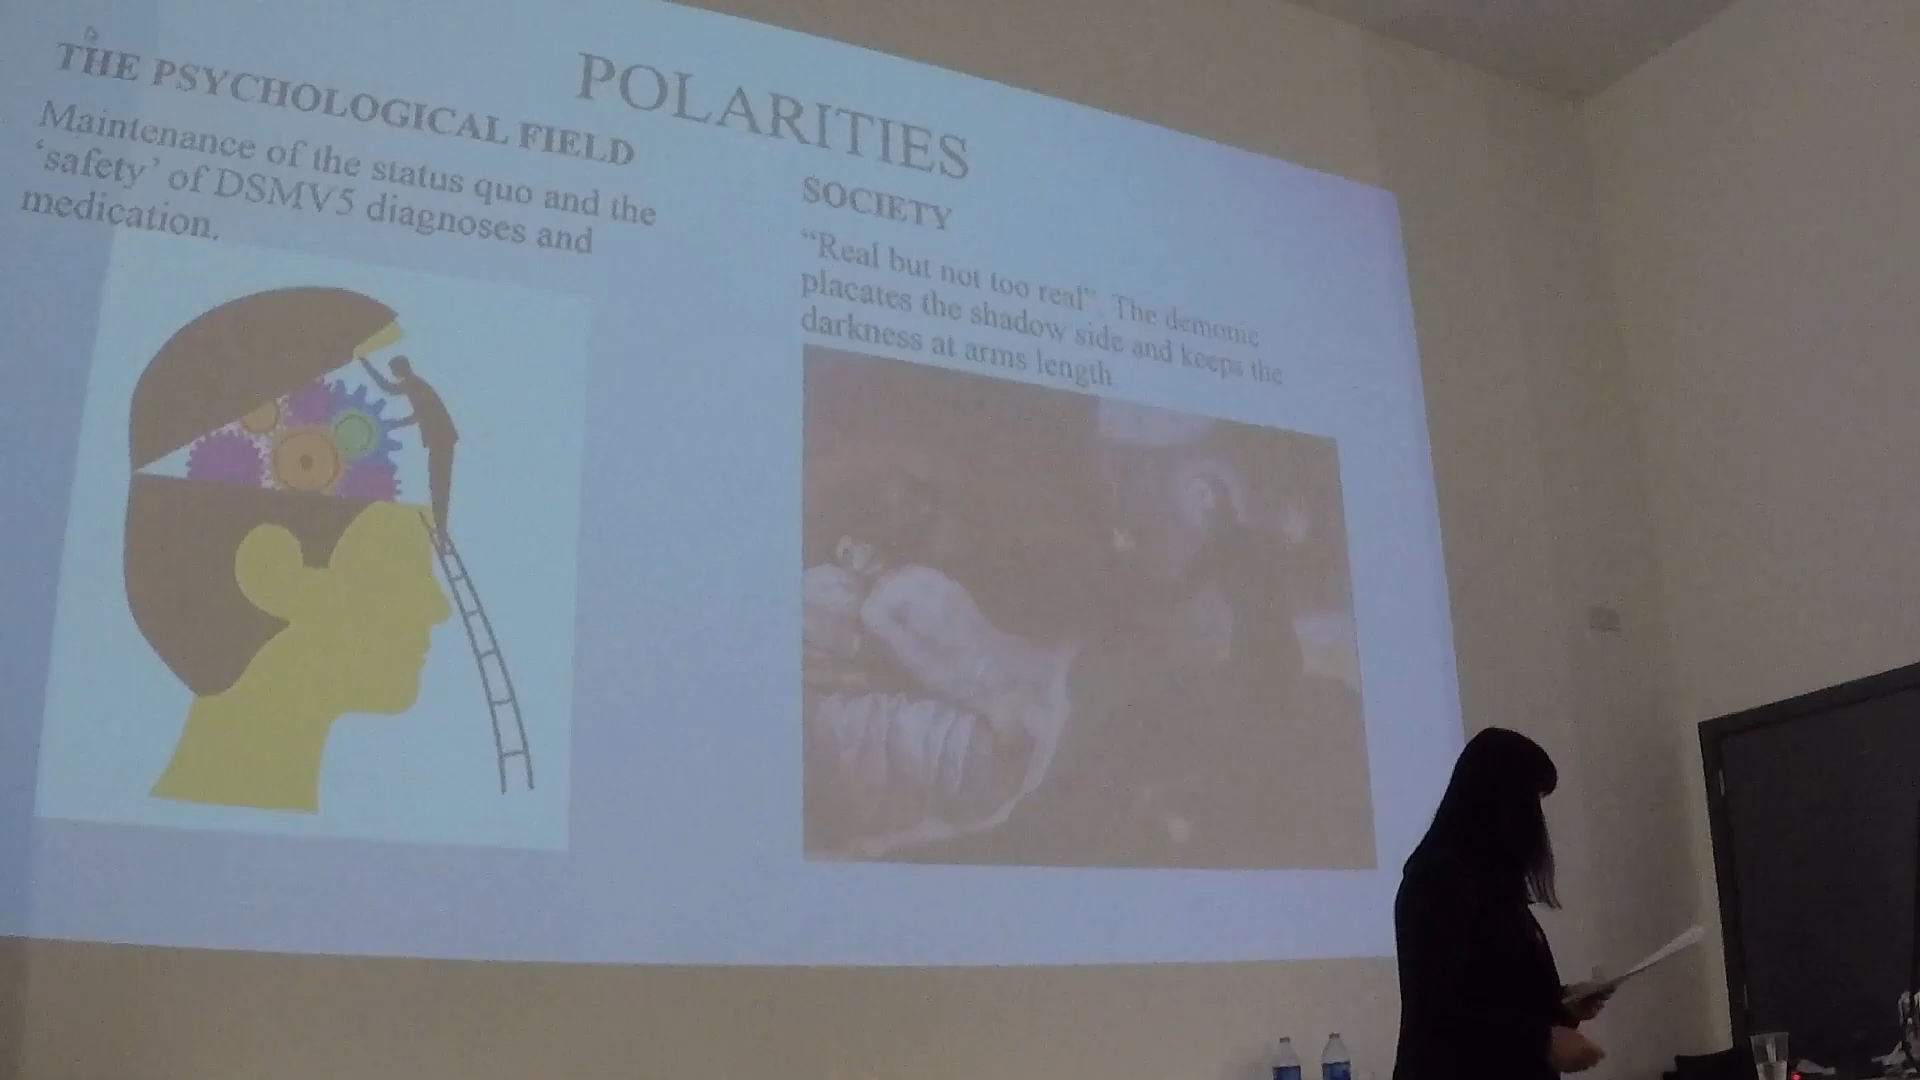 POLARITIES
THE PSYCHOLOGICAL FIELD
Maintenance of the status quo and the
‘safety’ of DSMV5 diagnoses and
medication.
SOCIETY
“Real but not too real”. The demonic
placates the shadow side and keeps the
darkness at arms length